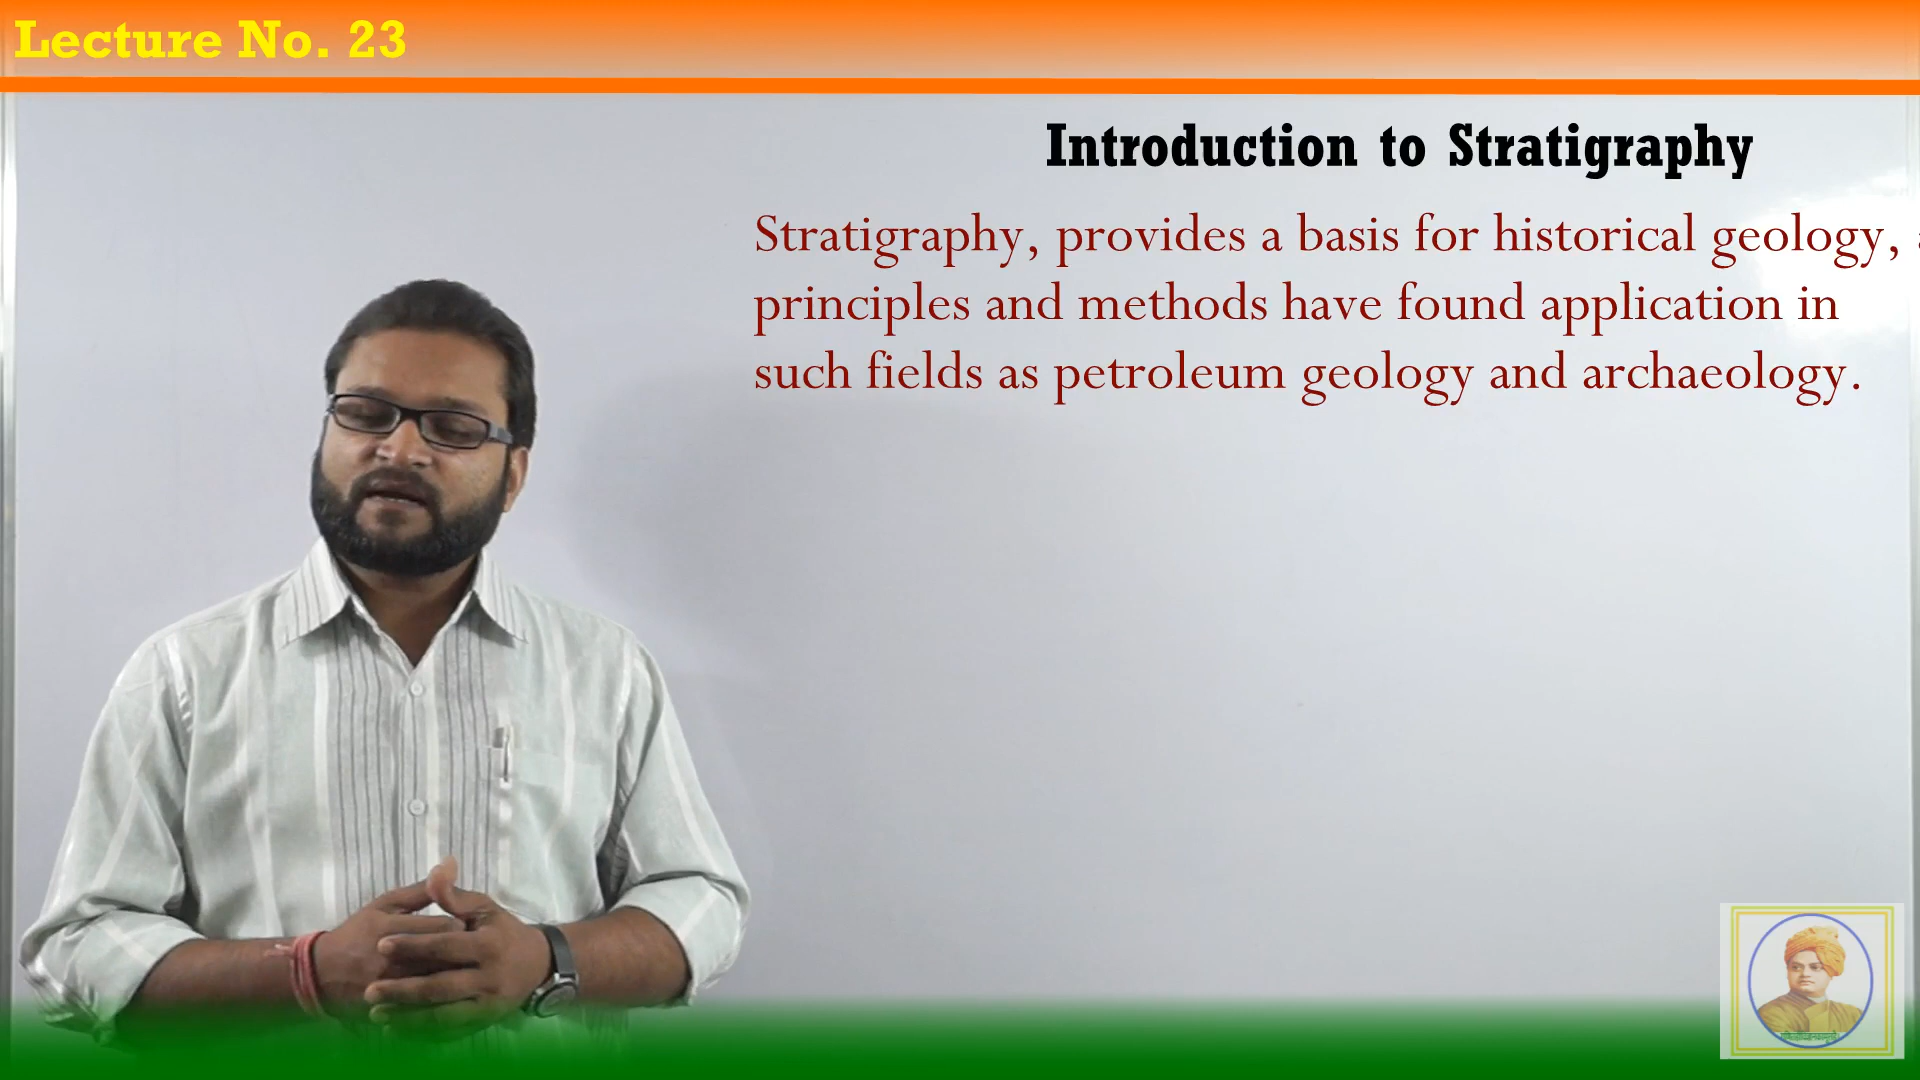 Lecture No. 23
Introduction to Stratigraphy
Stratigraphy, provides a basis for historical geology,
principles and methods have found application in
such fields as petroleum geology and archaeology.